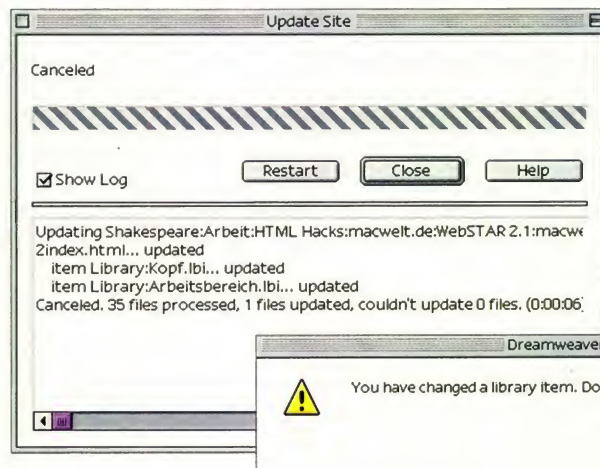 Update Site
Canceled
Show Log
Restart
Close
Help
Updating Shakespeare:Arbeit:HTML Hacks:macwelt.de:WebSTAR 2.1:macwe
2index.html... updated
item Library:Kopf.lbi... updated
item Library:Arbeitsbereich.lbi... updated
Canceled. 35 files processed, 1 files updated, couldn't update 0 files. (0:00:06
Dreamweaver
You have changed a library item. Do